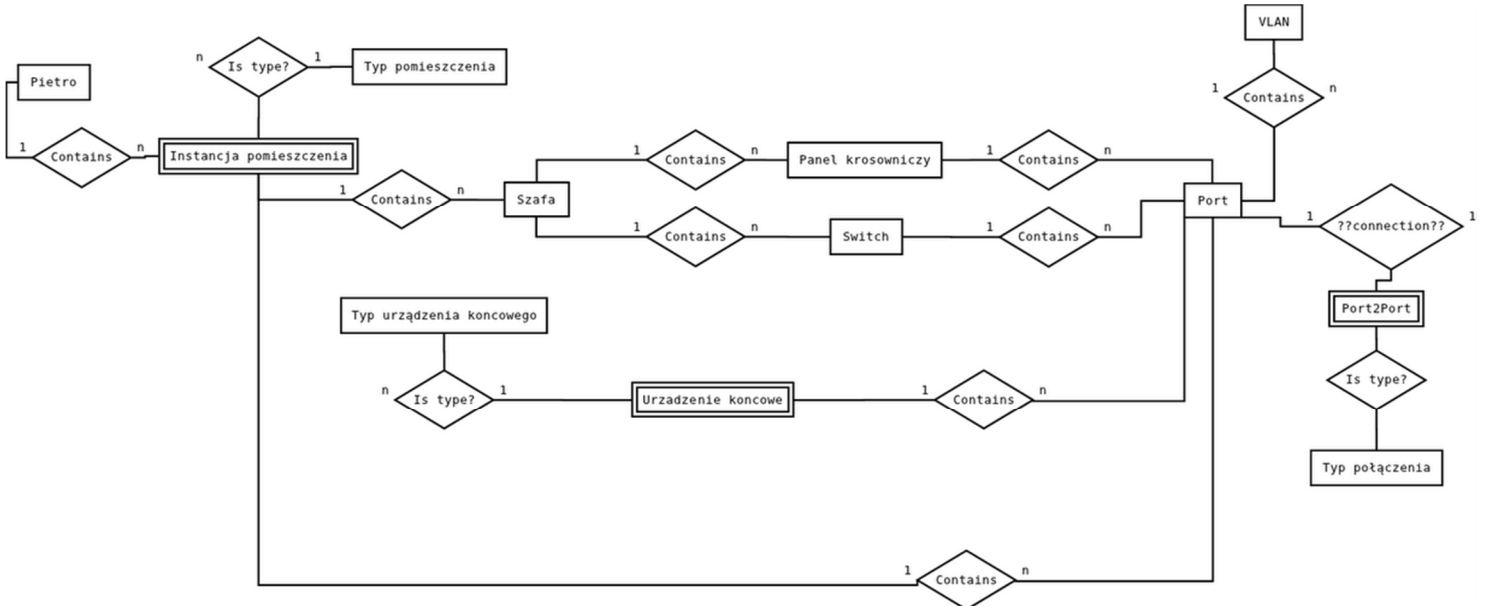 VLAN
n
Is type?
1
Typ pomieszczenia
Pietro
1
Contains
n
1
Contains
n
Instancja pomieszczenia
1
Contains
n
Panel krosowniczy
1
Contains
n
1
Contains
n
Szafa
Port
1
Contains
n
Switch
1
Contains
n
1
??connection??
1
Typ urządzenia koncowego
Port2Port
n
Is type?
1
Urzadzenie koncowe
1
Contains
n
Is type?
Typ połączenia
1
Contains
n